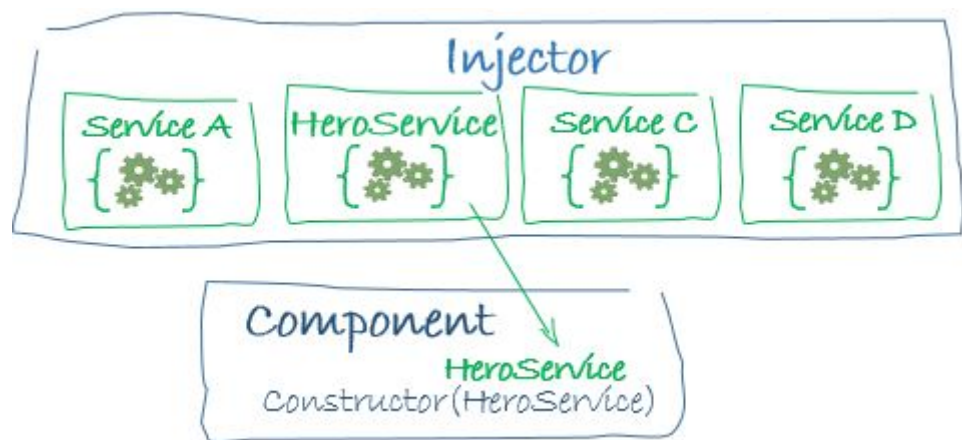 Injector
Service A
HeroService
Service C
Service D
Component
HeroService
Constructor(HeroService)